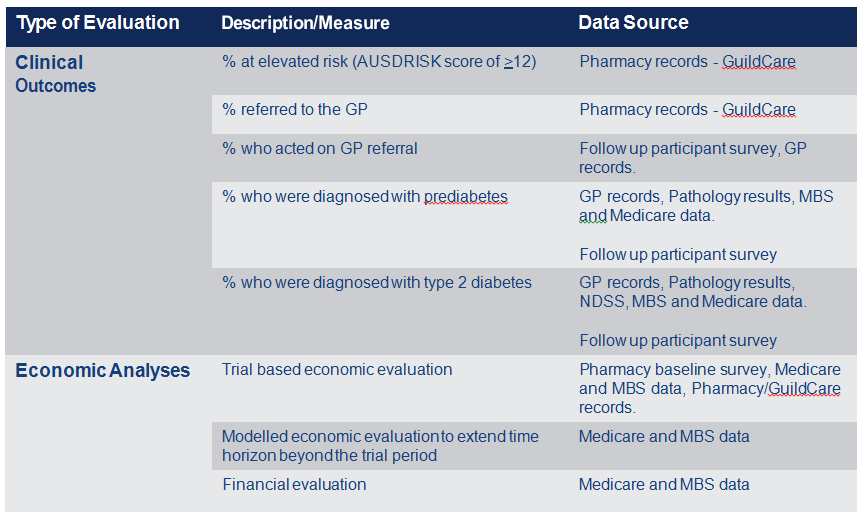 Type of Evaluation Description/Measure Data Source
Clinical
Outcomes
% at elevated risk (AUSDRISK score of ≥12) Pharmacy records - GuildCare
% referred to the GP Pharmacy records - GuildCare
% who acted on GP referral Follow up participant survey, GP
records.
% who were diagnosed with prediabetes GP records, Pathology results, MBS
and Medicare data.
Follow up participant survey
% who were diagnosed with type 2 diabetes GP records, Pathology results,
NDSS, MBS and Medicare data.
Follow up participant survey
Economic Analyses Trial based economic evaluation Pharmacy baseline survey, Medicare
and MBS data, Pharmacy/GuildCare
records.
Modelled economic evaluation to extend time Medicare and MBS data
horizon beyond the trial period
Financial evaluation Medicare and MBS data